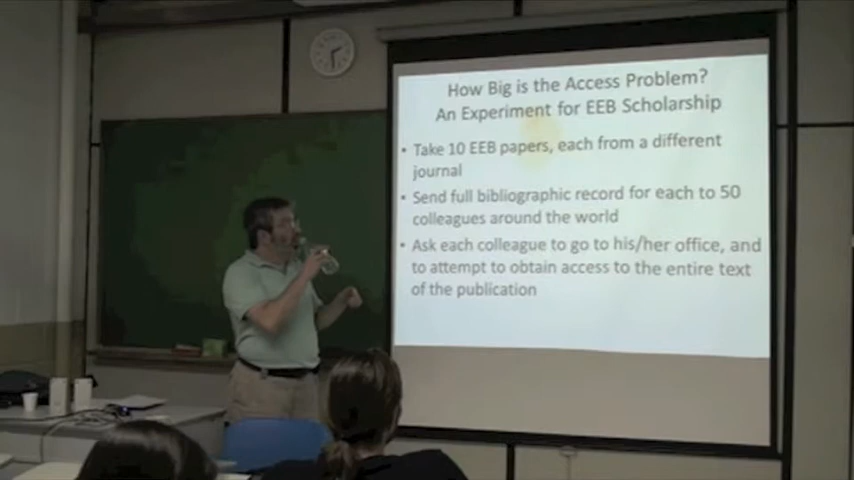 How Big is the Access Problem?
An Experiment for EEB Scholarship
• Take 10 EEB papers, each from a different
journal
• Send full bibliographic record for each to 50
colleagues around the world
• Ask each colleague to go to his/her office, and
to attempt to obtain access to the entire text
of the publication